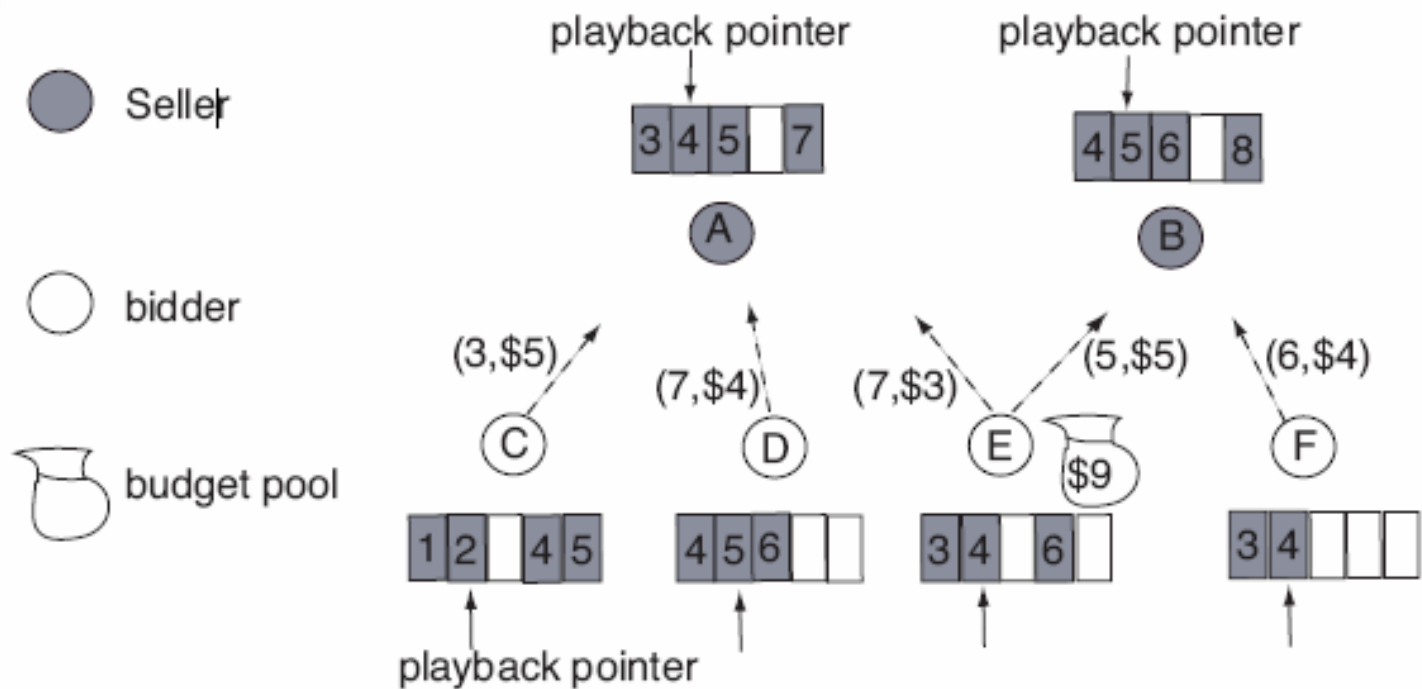 playback pointer playback pointer
Seller
3 4 5 7
4 5 6 8
A
B
bidder
(3,$5)
(7,$4)
(7,$3)
(5,$5)
(6,$4)
C
D
E
F
budget pool
$9
1 2 4 5
4 5 6
3 4 6
3 4
playback pointer